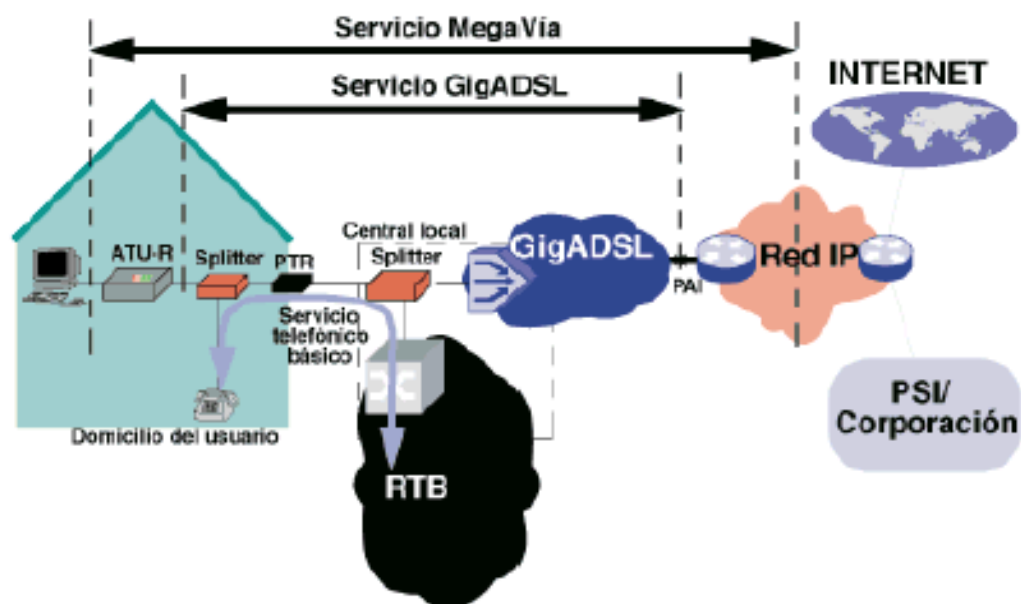 Servicio MegaVía
Servicio GigADSL
INTERNET
Central local
GigADSL
ATU-R
Splitter
PTR
Splitter
Red IP
PAI
Servicio
telefónico
básico
PSI/
Corporación
Domicilio del usuario
RTB